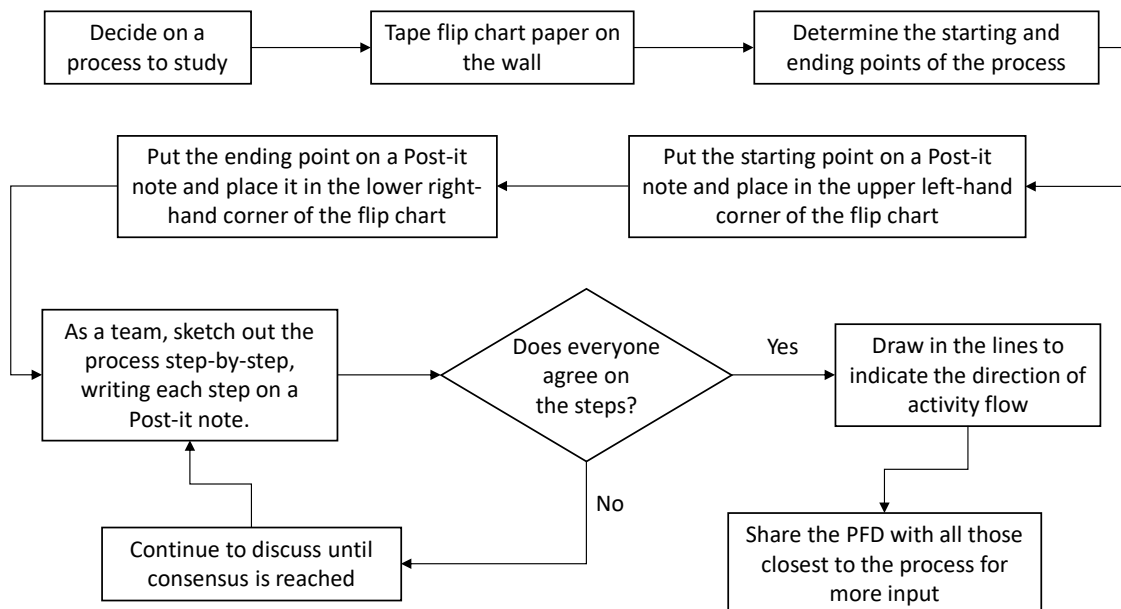 Decide on a
process to study
Tape flip chart paper on
the wall
Determine the starting and
ending points of the process
Put the starting point on a Post-it
note and place in the upper left-hand
corner of the flip chart
Put the ending point on a Post-it
note and place it in the lower right-
hand corner of the flip chart
As a team, sketch out the
process step-by-step,
writing each step on a
Post-it note.
Does everyone
agree on
the steps?
Yes
Draw in the lines to
indicate the direction of
activity flow
No
Continue to discuss until
consensus is reached
Share the PFD with all those
closest to the process for
more input